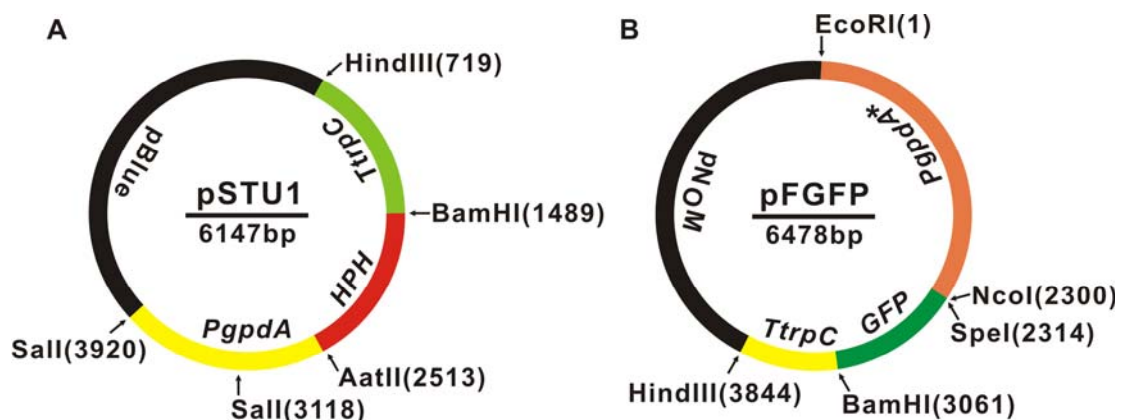 A
HindIII(719)
TtrpC
pBlue
pSTU1
6147bp
BamHI(1489)
HPH
PgpdA
SalI(3920)
AatII(2513)
SalI(3118)
B
EcoRI(1)
PgpdA*
pNOM
pFGFP
6478bp
NcoI(2300)
SpeI(2314)
GFP
TtrpC
HindIII(3844)
BamHI(3061)